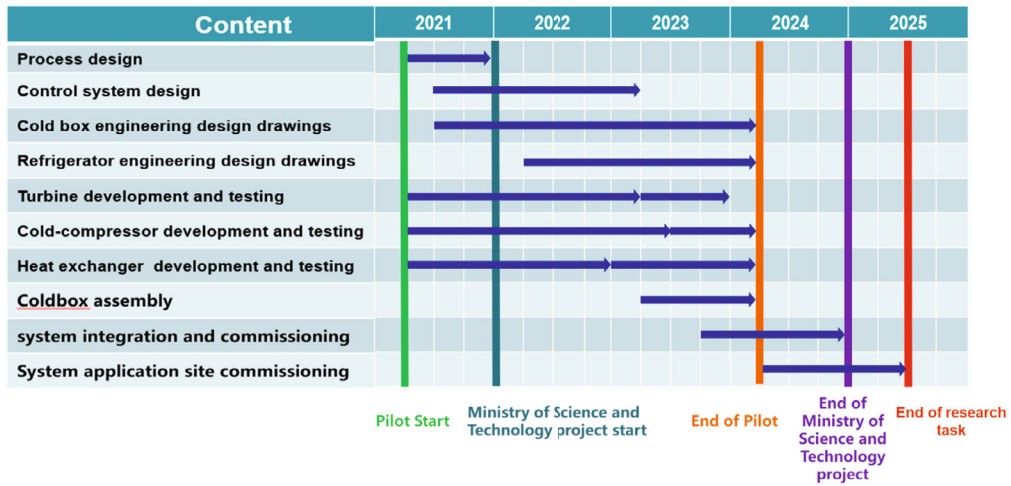 Content 2021 2022 2023 2024 2025
Process design
Control system design
Cold box engineering design drawings
Refrigerator engineering design drawings
Turbine development and testing
Cold-compressor development and testing
Heat exchanger development and testing
Coldbox assembly
system integration and commissioning
System application site commissioning
Pilot Start
Ministry of Science and
Technology project start
End of Pilot
End of
Ministry of
Science and
Technology
project
End of research
task